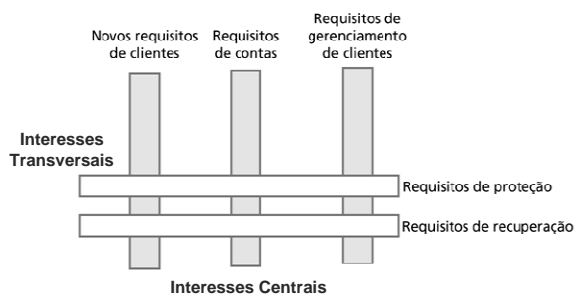 Novos requisitos
de clientes
Requisitos
de contas
Requisitos de
gerenciamento
de clientes
Interesses
Transversais
Requisitos de proteção
Requisitos de recuperação
Interesses Centrais